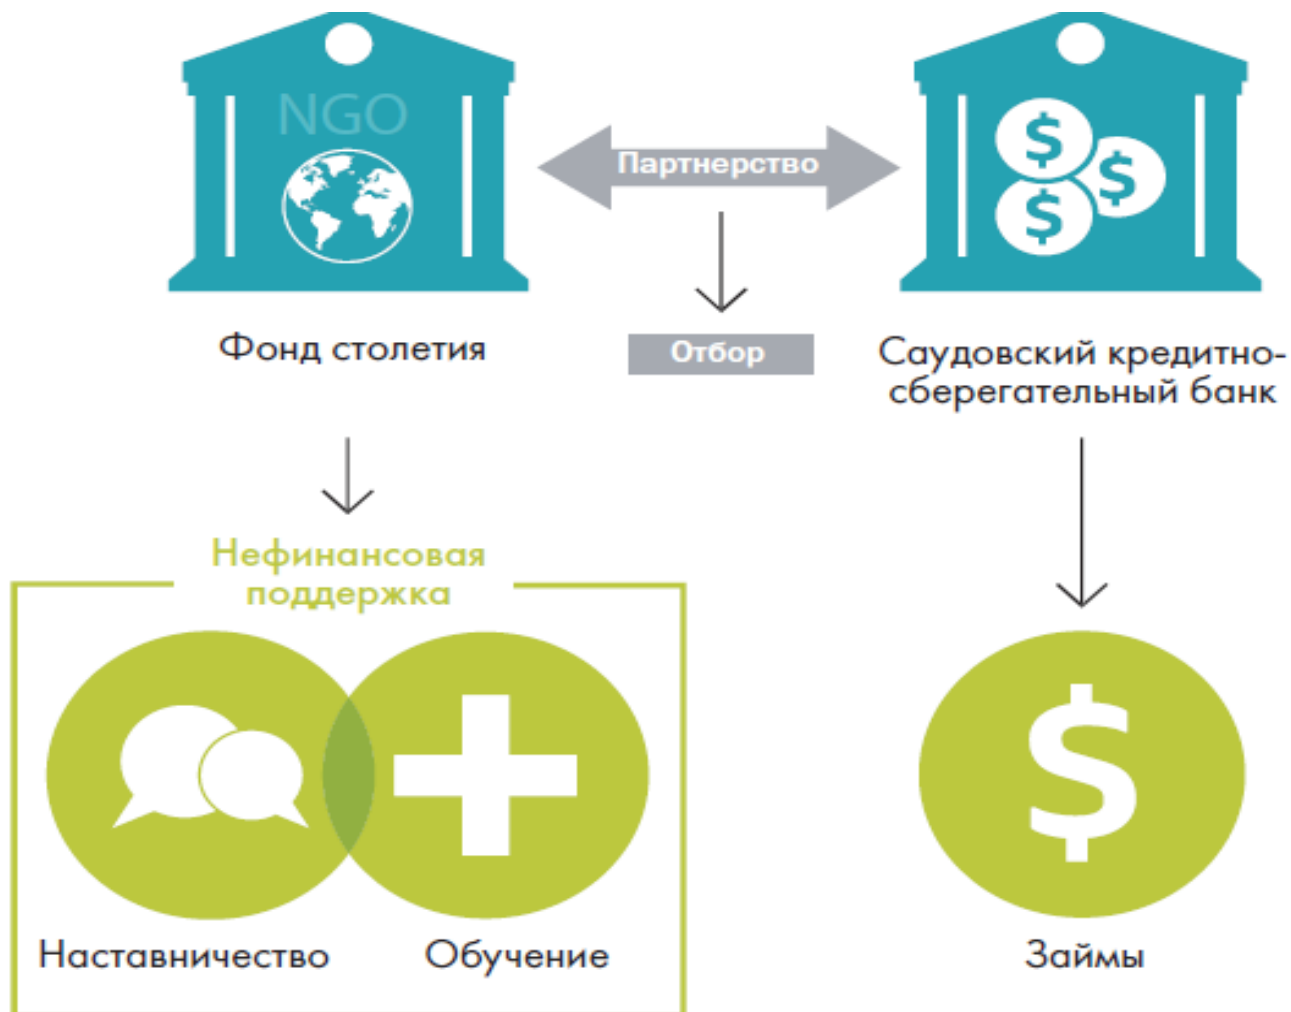 NGO
Партнерство
$
$
$
Фонд столетия
Отбор
Саудовский кредитно-
сберегательный банк
Нефинансовая
поддержка
$
Наставничество
Обучение
Займы